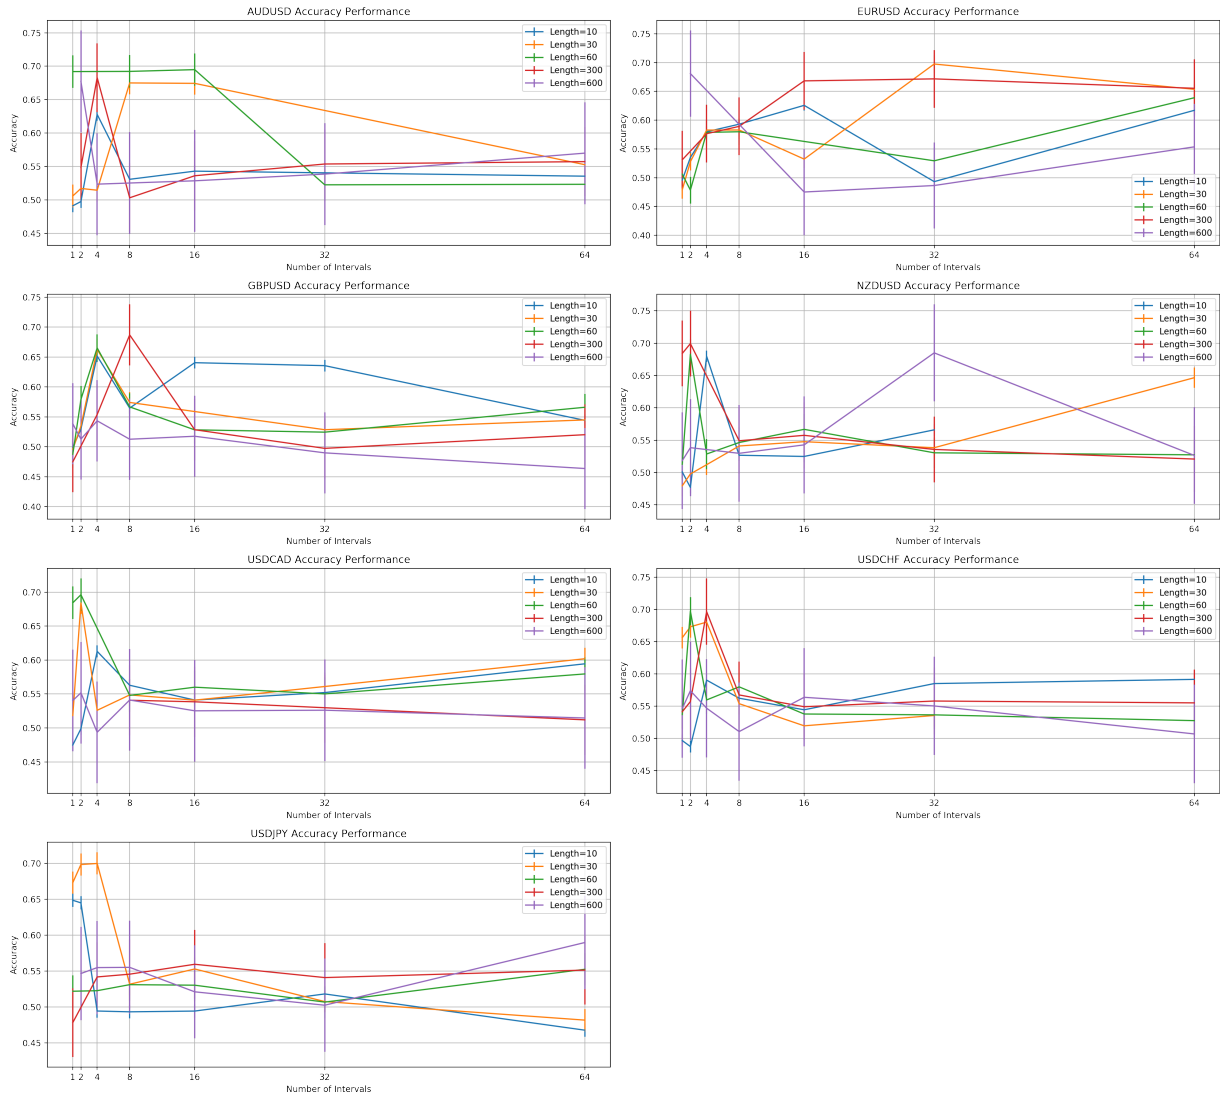 AUDUSD Accuracy Performance
Accuracy
0.75
0.70
0.65
0.60
0.55
0.50
0.45
1 2 4 8 16 32 64
Number of Intervals
Length=10
Length=30
Length=60
Length=300
Length=600
EURUSD Accuracy Performance
Accuracy
0.75
0.70
0.65
0.60
0.55
0.50
0.45
0.40
1 2 4 8 16 32 64
Number of Intervals
Length=10
Length=30
Length=60
Length=300
Length=600
GBPUSD Accuracy Performance
Accuracy
0.75
0.70
0.65
0.60
0.55
0.50
0.45
0.40
1 2 4 8 16 32 64
Number of Intervals
Length=10
Length=30
Length=60
Length=300
Length=600
NZDUSD Accuracy Performance
Accuracy
0.75
0.70
0.65
0.60
0.55
0.50
0.45
1 2 4 8 16 32 64
Number of Intervals
Length=10
Length=30
Length=60
Length=300
Length=600
USDCAD Accuracy Performance
Accuracy
0.70
0.65
0.60
0.55
0.50
0.45
1 2 4 8 16 32 64
Number of Intervals
Length=10
Length=30
Length=60
Length=300
Length=600
USDCHF Accuracy Performance
Accuracy
0.75
0.70
0.65
0.60
0.55
0.50
0.45
1 2 4 8 16 32 64
Number of Intervals
Length=10
Length=30
Length=60
Length=300
Length=600
USDJPY Accuracy Performance
Accuracy
0.70
0.65
0.60
0.55
0.50
0.45
1 2 4 8 16 32 64
Number of Intervals
Length=10
Length=30
Length=60
Length=300
Length=600